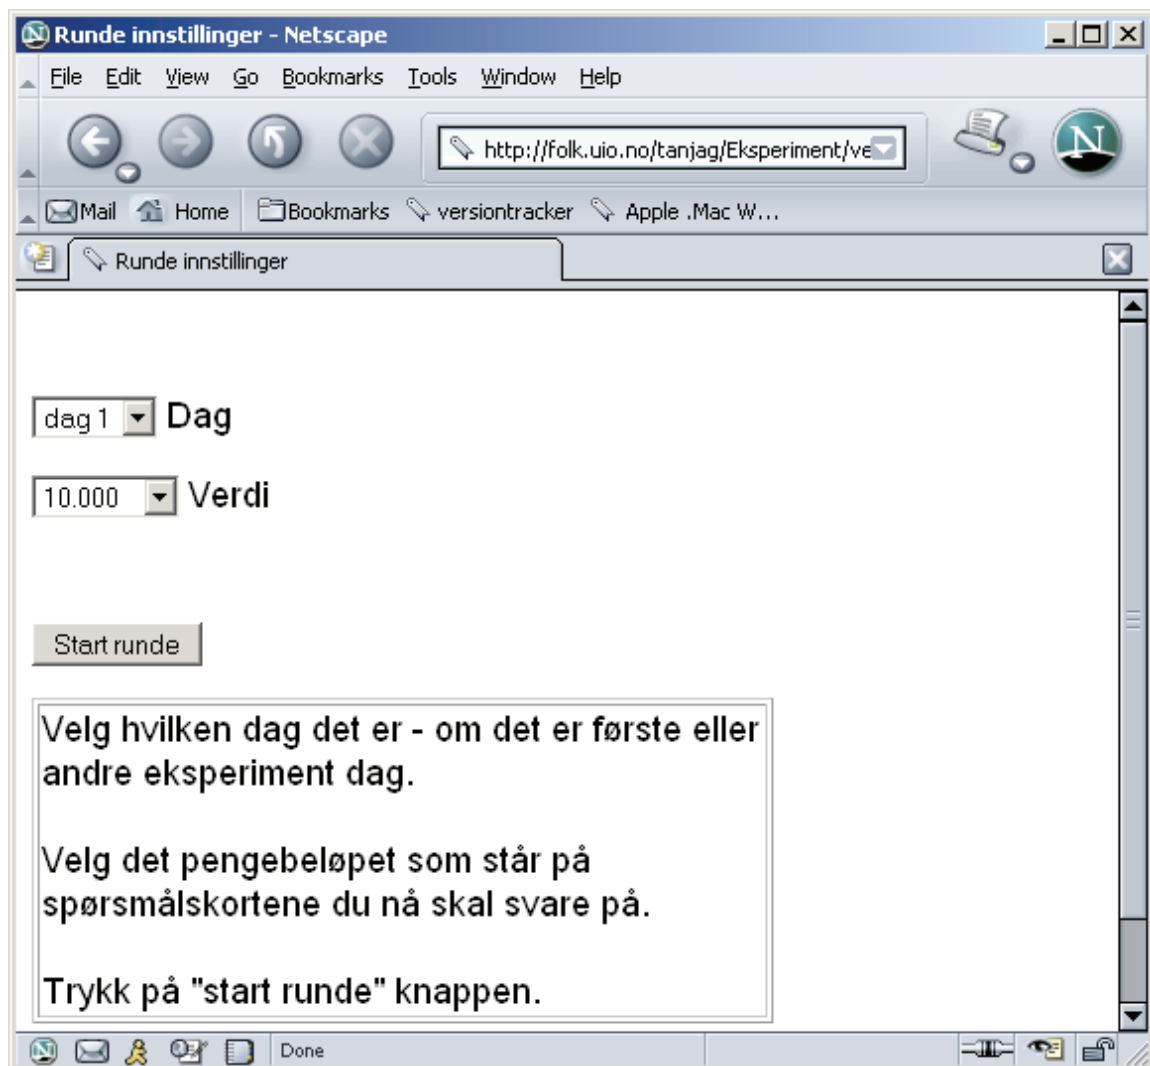 Runde innstillinger - Netscape
File Edit View Go Bookmarks Tools Window Help
http://folk.uio.no/tanjag/Eksperiment/ve
N
Mail Home Bookmarks versiontracker Apple .Mac W...
Runde innstillinger
dag 1 Dag
10.000 Verdi
Start runde
Velg hvilken dag det er - om det er første eller
andre eksperiment dag.
Velg det pengebeløpet som står på
spørsmålskortene du nå skal svare på.
Trykk på "start runde" knappen.
Done